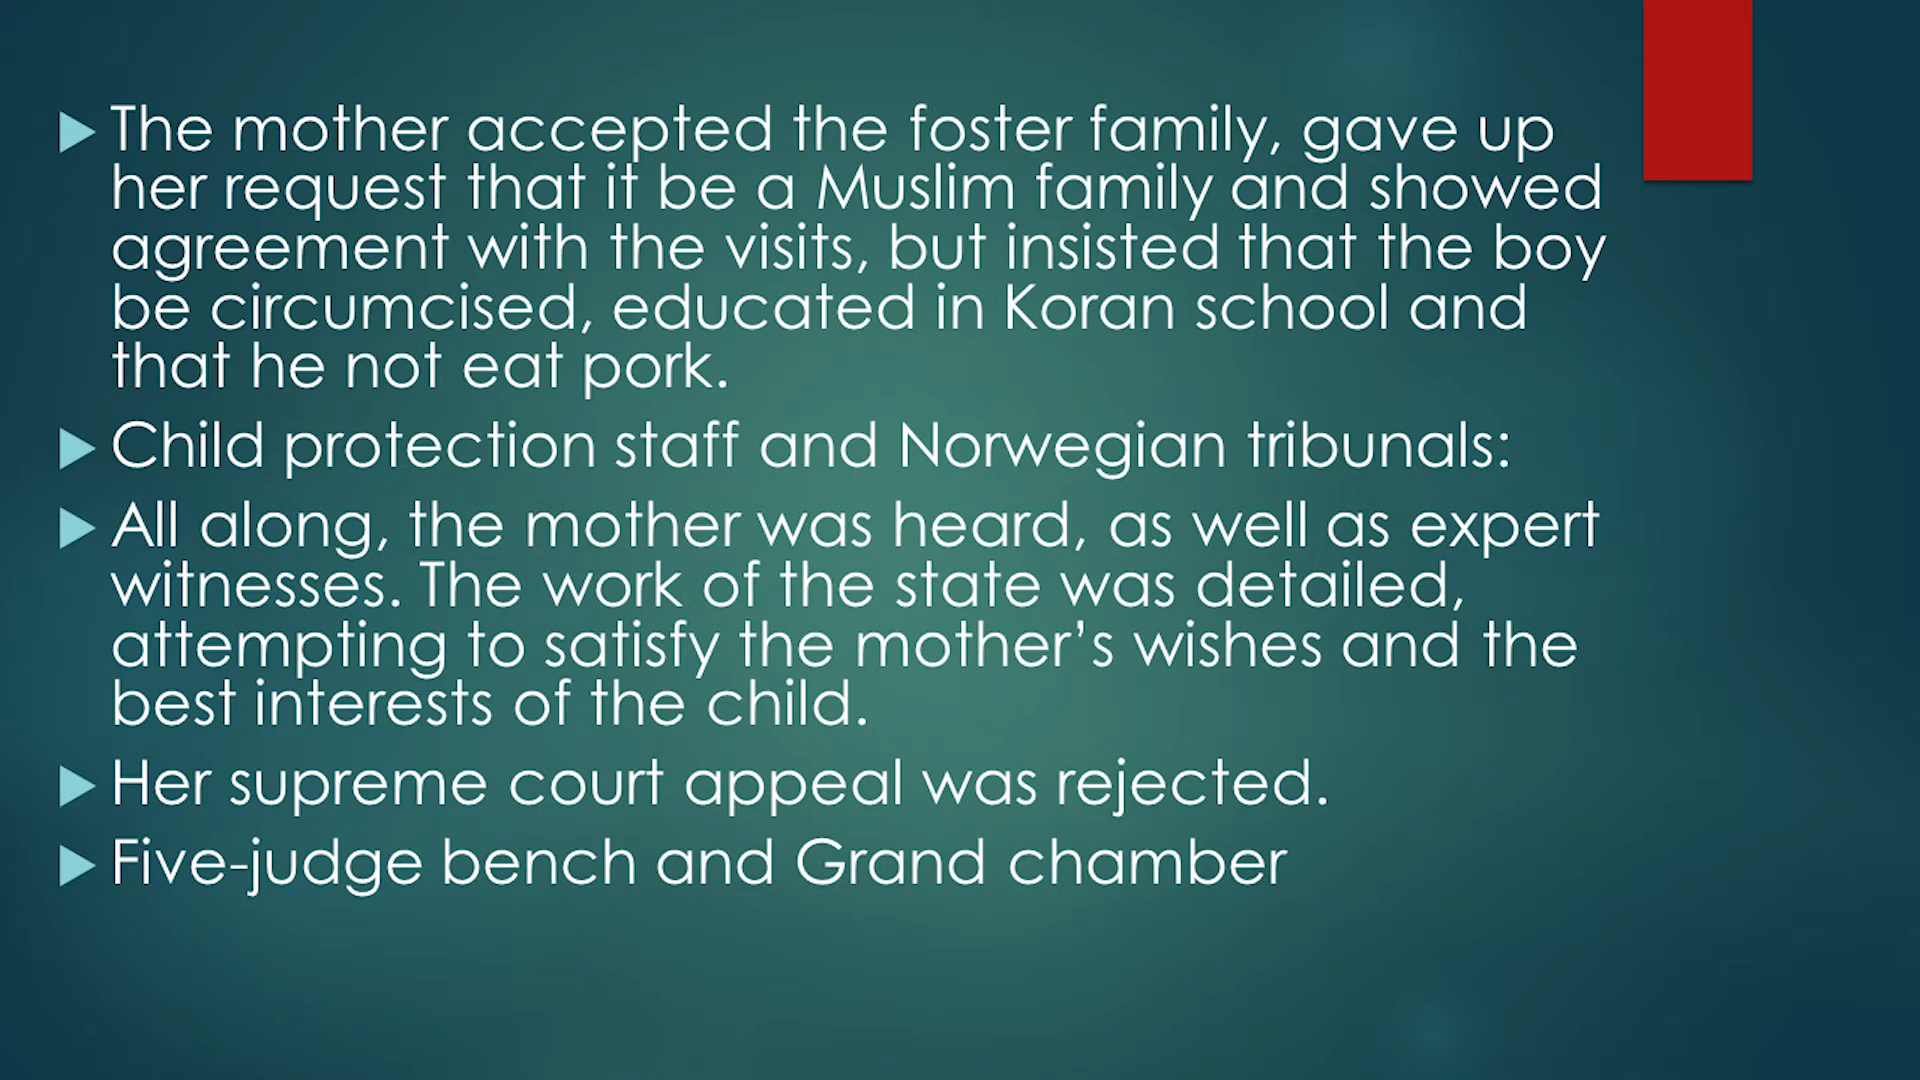 The mother accepted the foster family, gave up
her request that it be a Muslim family and showed
agreement with the visits, but insisted that the boy
be circumcised, educated in Koran school and
that he not eat pork.
Child protection staff and Norwegian tribunals:
All along, the mother was heard, as well as expert
witnesses. The work of the state was detailed,
attempting to satisfy the mother’s wishes and the
best interests of the child.
Her supreme court appeal was rejected.
Five-judge bench and Grand chamber